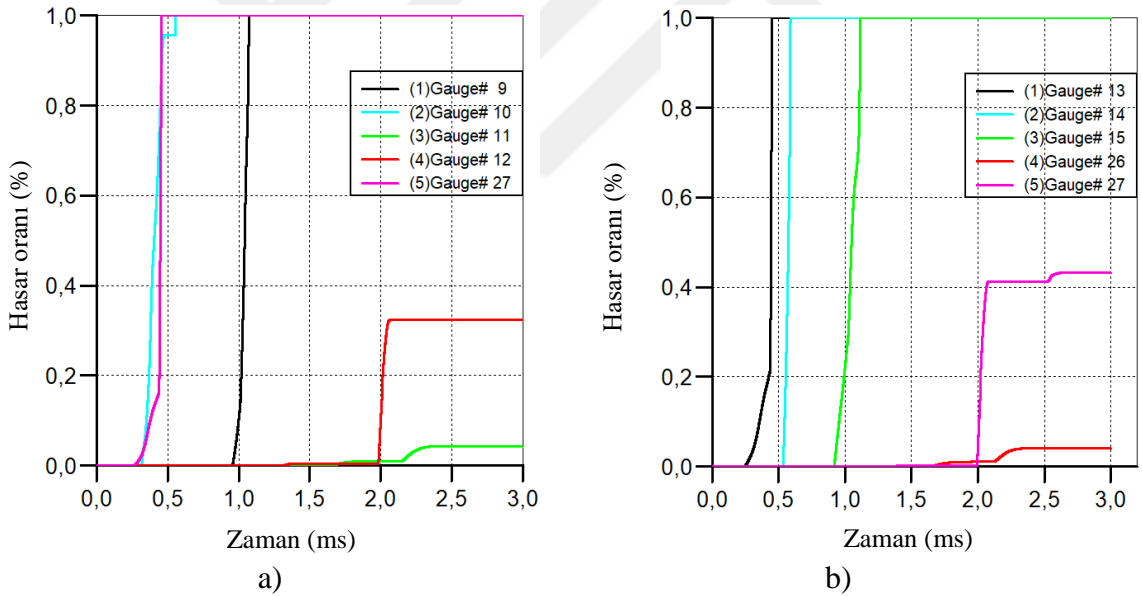 1,0
0,8
0,6
0,4
0,2
0,0
Hasar oranı (%)
(1)Gauge# 9
(2)Gauge# 10
(3)Gauge# 11
(4)Gauge# 12
(5)Gauge# 27
0,0 0,5 1,0 1,5 2,0 2,5 3,0
Zaman (ms)
a)
1,0
0,8
0,6
0,4
0,2
0,0
Hasar oranı (%)
(1)Gauge# 13
(2)Gauge# 14
(3)Gauge# 15
(4)Gauge# 26
(5)Gauge# 27
0,0 0,5 1,0 1,5 2,0 2,5 3,0
Zaman (ms)
b)